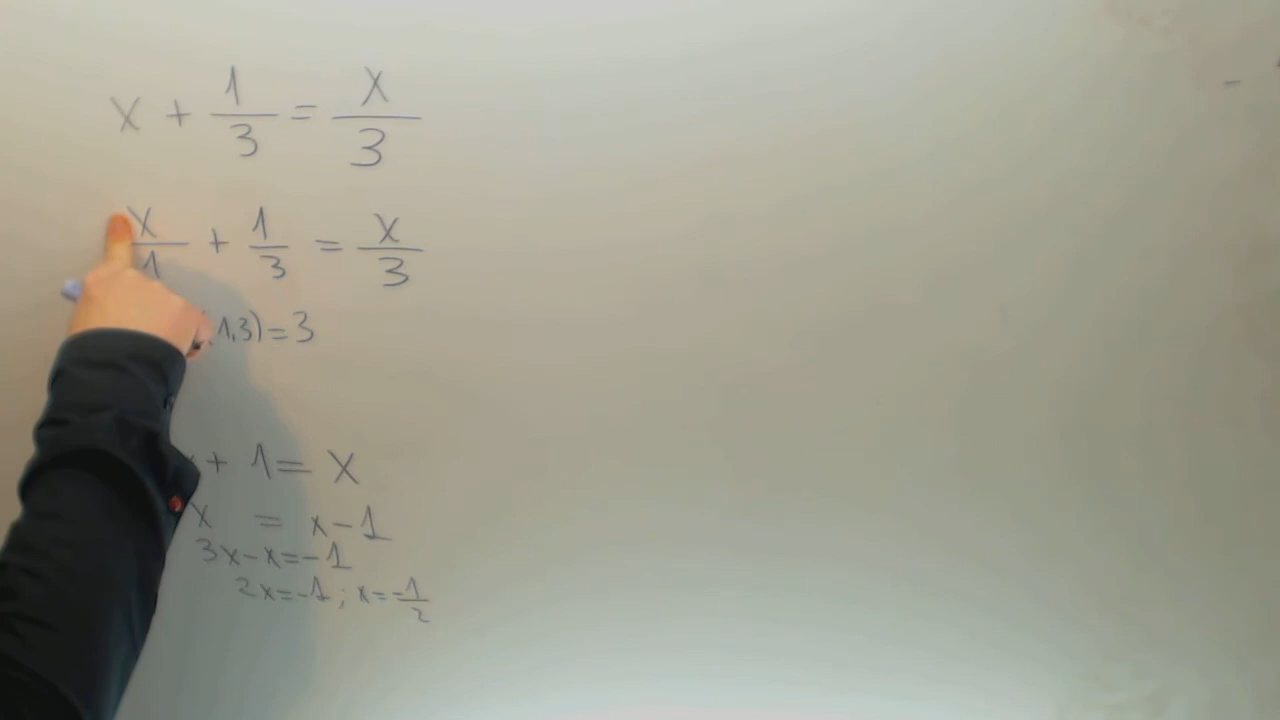 x + 1/3 = x/3
x/1 + 1/3 = x/3
1,3) = 3
+ 1 = x
x = x - 1
3x - x = -1
2x = -1 ; x = -1/2